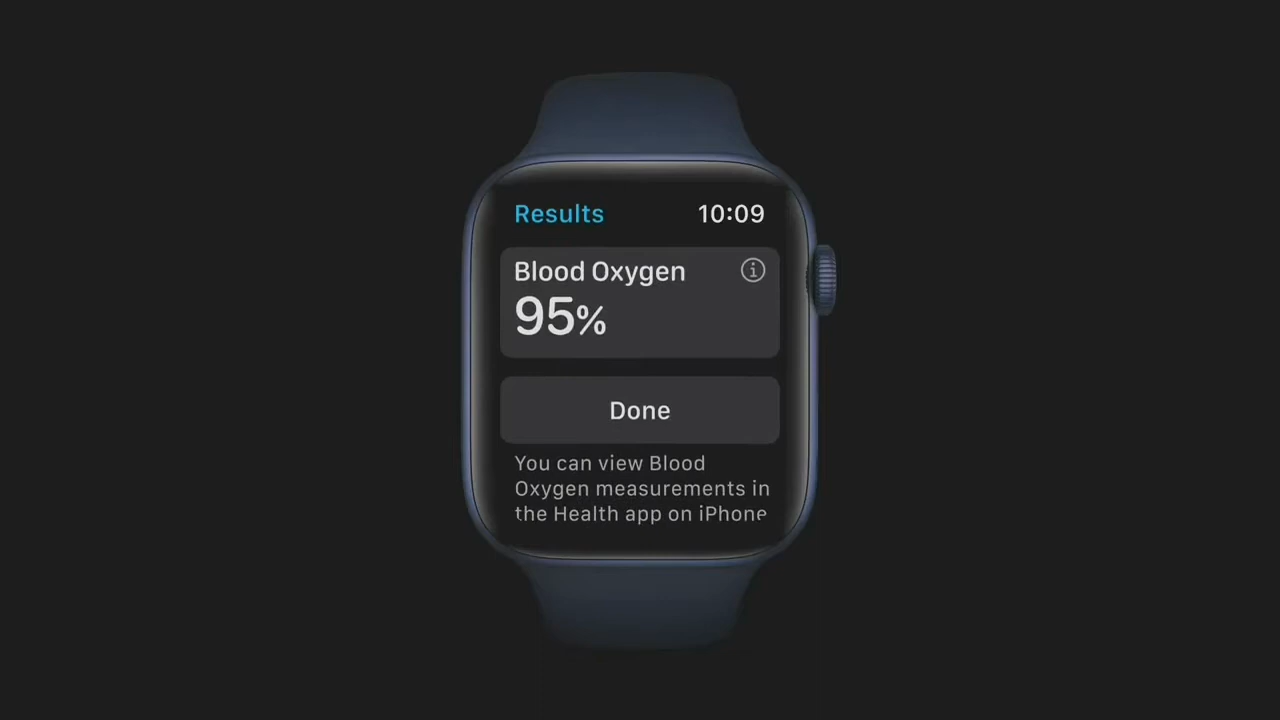 Results 10:09
Blood Oxygen
95%
Done
You can view Blood
Oxygen measurements in
the Health app on iPhone